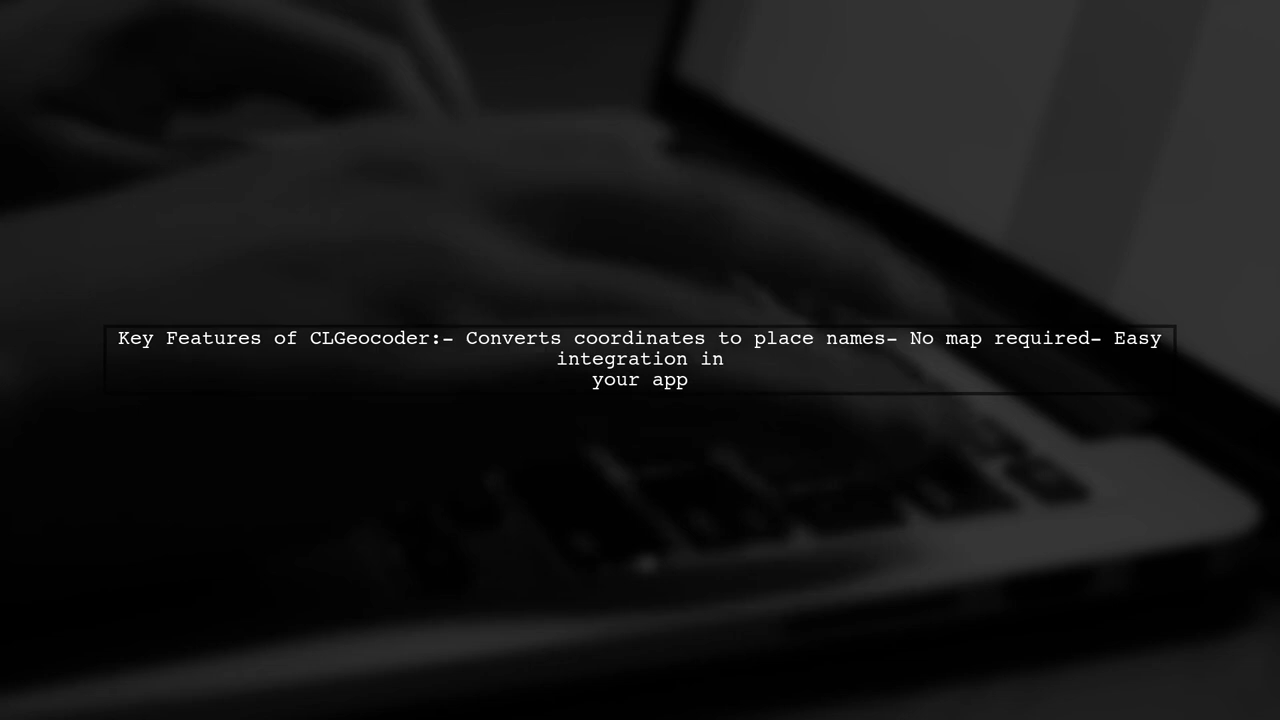 Key Features of CLGeocoder:- Converts coordinates to place names- No map required- Easy
integration in
your app